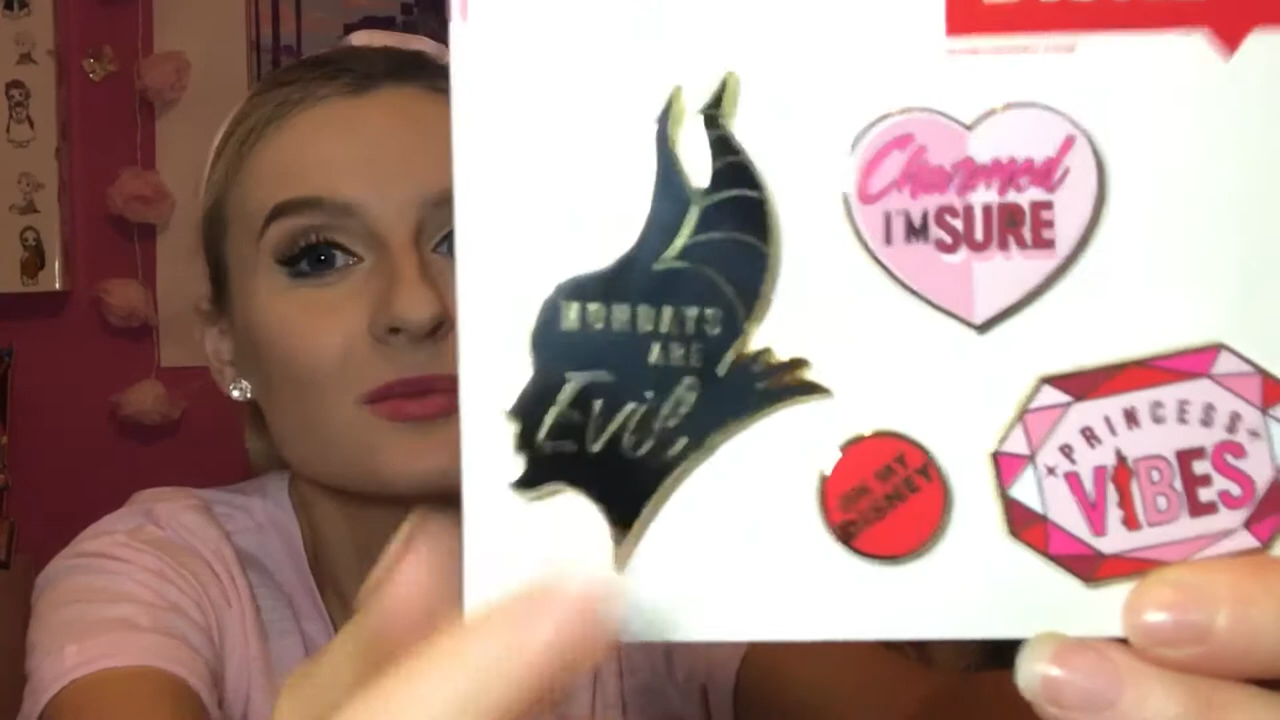 MONDAYS
ARE
Evil
Charmed
I'M SURE
OH MY
DISNEY
PRINCESS
VIBES